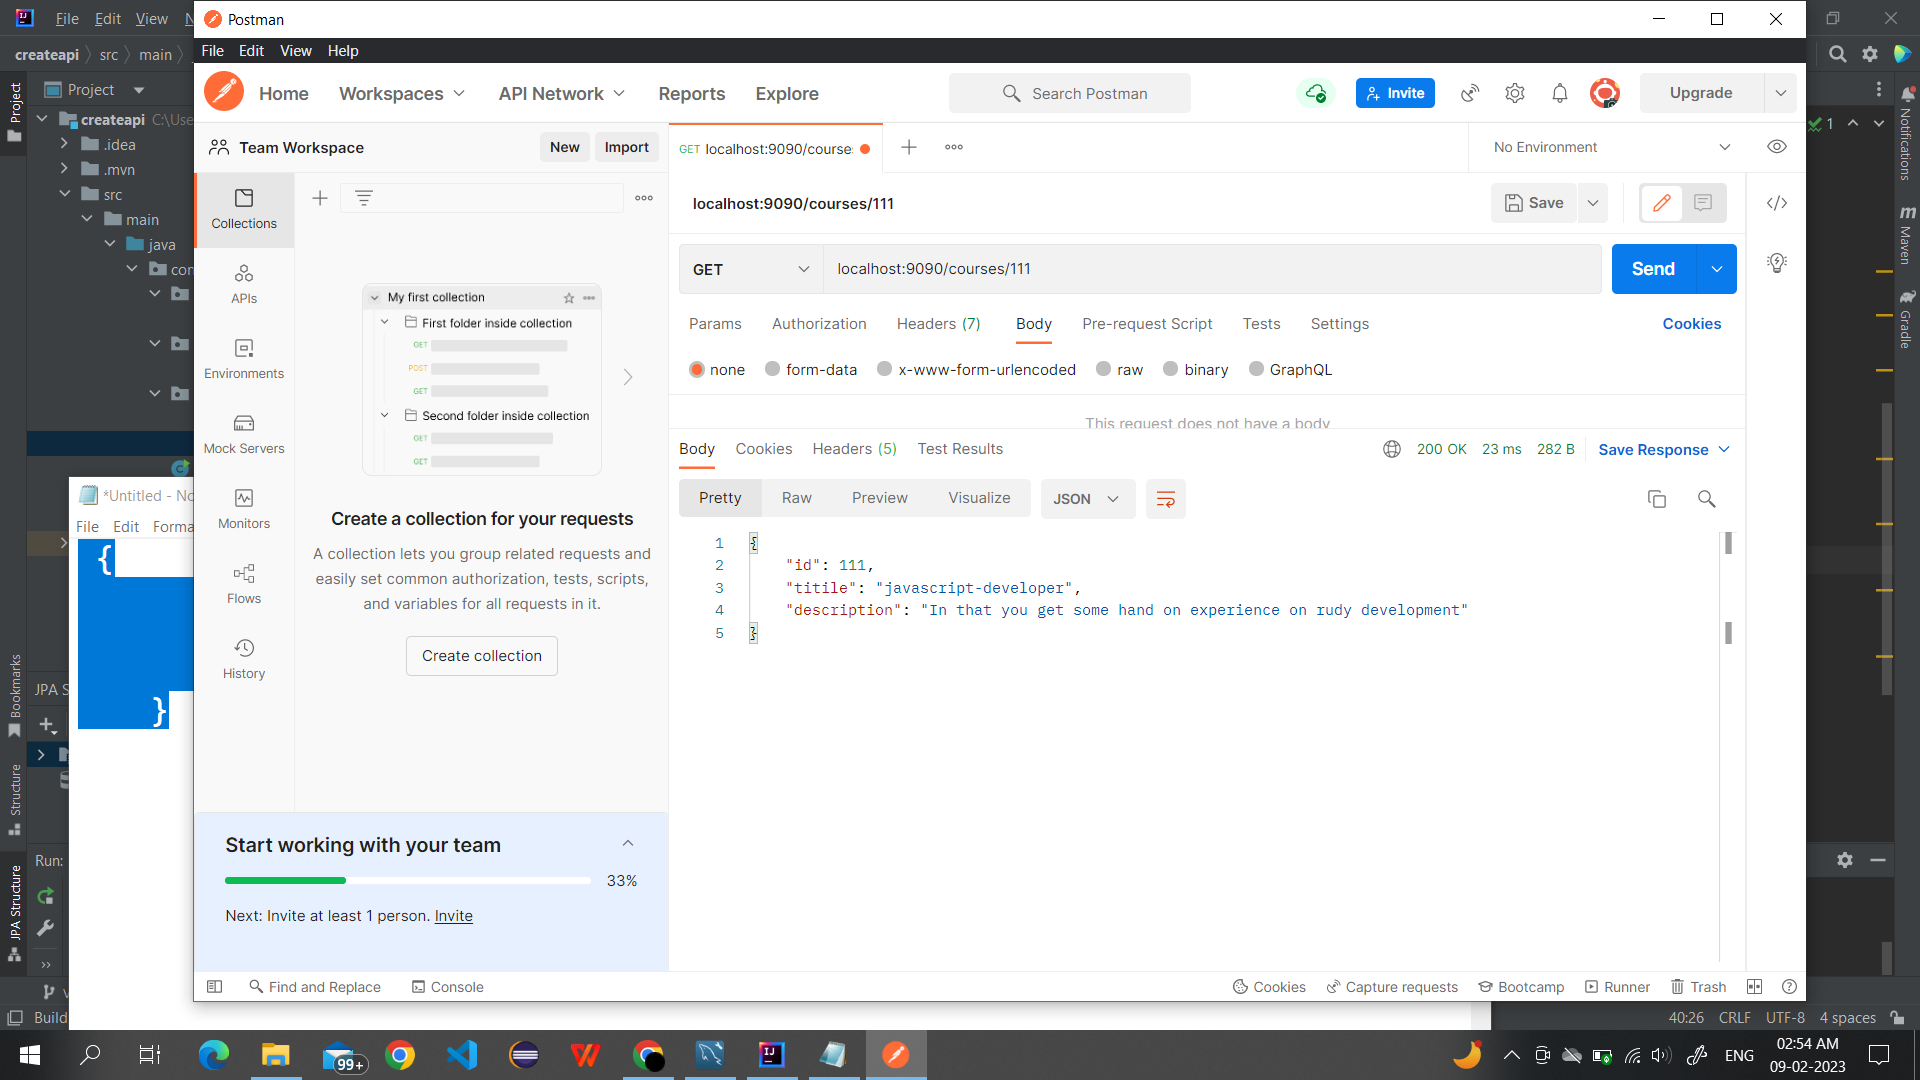 File Edit View
createapi src main
Project
Project
createapi C:\Use
.idea
.mvn
src
main
java
Bookmarks
Structure
JPA Structure
JPA S
Run:
Build
*Untitled - No
File Edit Forma
{
}
Postman
File Edit View Help
Home Workspaces API Network Reports Explore
Search Postman
Invite
Upgrade
Team Workspace
New Import
GET localhost:9090/course
No Environment
Collections
APIs
Environments
Mock Servers
Monitors
Flows
History
My first collection
First folder inside collection
GET
POST
GET
Second folder inside collection
GET
GET
Create a collection for your requests
A collection lets you group related requests and
easily set common authorization, tests, scripts,
and variables for all requests in it.
Create collection
Start working with your team
33%
Next: Invite at least 1 person. Invite
localhost:9090/courses/111
Save
GET localhost:9090/courses/111
Send
Params Authorization Headers (7) Body Pre-request Script Tests Settings
Cookies
none form-data x-www-form-urlencoded raw binary GraphQL
This request does not have a body
Body Cookies Headers (5) Test Results
200 OK 23 ms 282 B Save Response
Pretty Raw Preview Visualize JSON
1 {
2 "id": 111,
3 "titile": "javascript-developer",
4 "description": "In that you get some hand on experience on rudy development"
5 }
Find and Replace Console
Cookies Capture requests Bootcamp Runner Trash
1
Notifications
m Maven
Gradle
40:26 CRLF UTF-8 4 spaces
99+
ENG
02:54 AM
09-02-2023